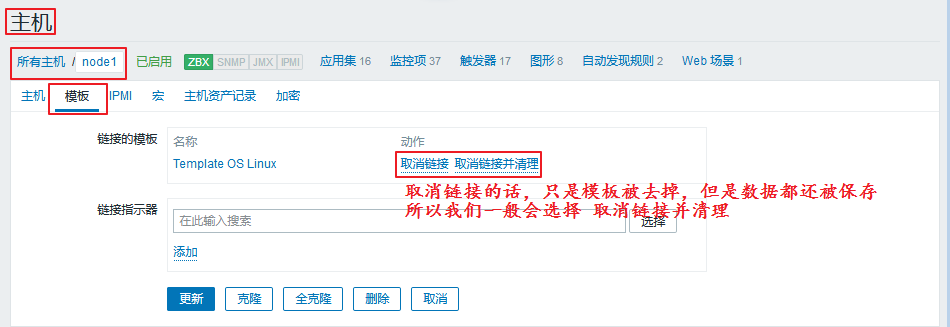 主机
所有主机 / node1 已启用 ZBX SNMP JMX IPMI 应用集 16 监控项 37 触发器 17 图形 8 自动发现规则 2 Web 场景 1
主机 模板 IPMI 宏 主机资产记录 加密
链接的模板 名称 动作
Template OS Linux 取消链接 取消链接并清理
取消链接的话，只是模板被去掉，但是数据都还被保存
所以我们一般会选择 取消链接并清理
链接指示器
在此输入搜索 选择
添加
更新 克隆 全克隆 删除 取消